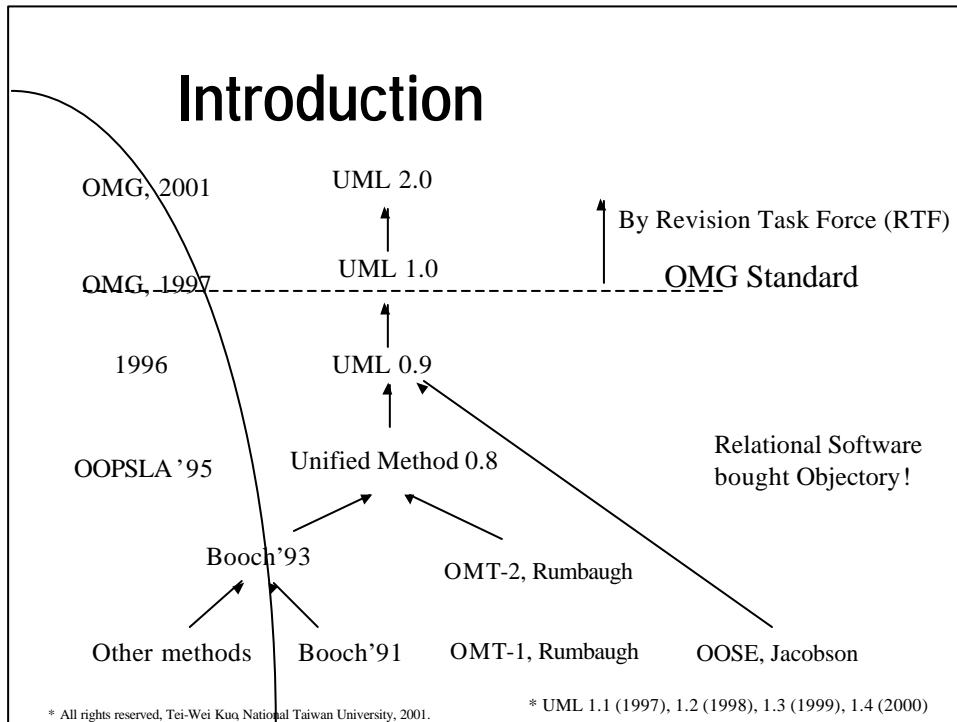 Introduction
OMG, 2001
UML 2.0
By Revision Task Force (RTF)
OMG, 1997
UML 1.0
OMG Standard
1996
UML 0.9
OOPSLA '95
Unified Method 0.8
Relational Software
bought Objectory!
Booch'93
OMT-2, Rumbaugh
Other methods
Booch'91
OMT-1, Rumbaugh
OOSE, Jacobson
* All rights reserved, Tei-Wei Kuo, National Taiwan University, 2001.
* UML 1.1 (1997), 1.2 (1998), 1.3 (1999), 1.4 (2000)